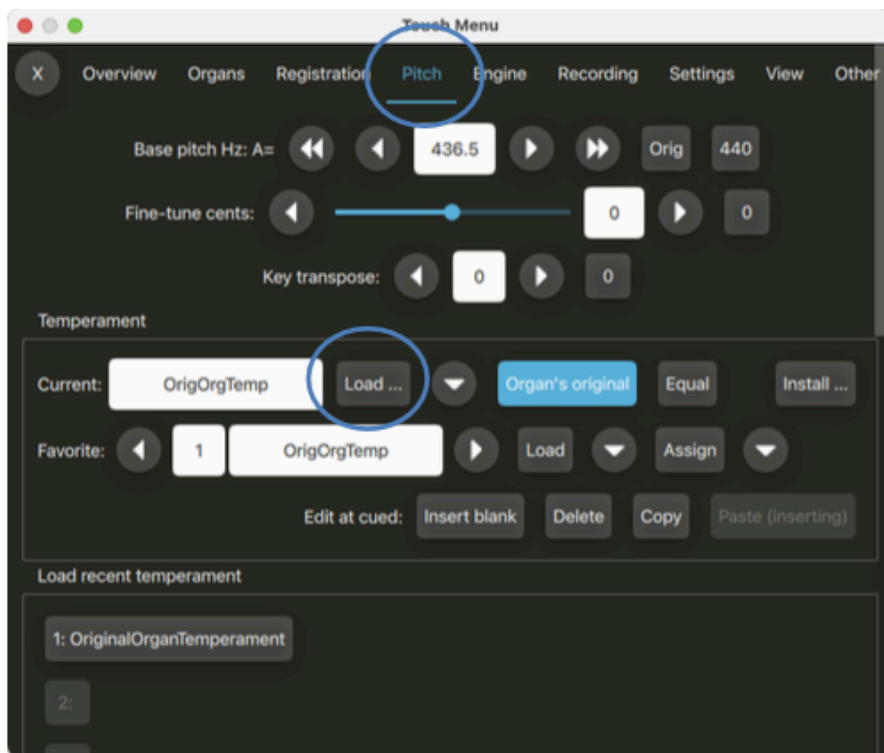 Touch Menu
X Overview Organs Registration Pitch Engine Recording Settings View Other
Base pitch Hz: A= 436.5 Orig 440
Fine-tune cents: 0 0
Key transpose: 0 0
Temperament
Current: OrigOrgTemp Load ... Organ's original Equal Install ...
Favorite: 1 OrigOrgTemp Load Assign
Edit at cued: Insert blank Delete Copy Paste (inserting)
Load recent temperament
1: OriginalOrganTemperament
2: